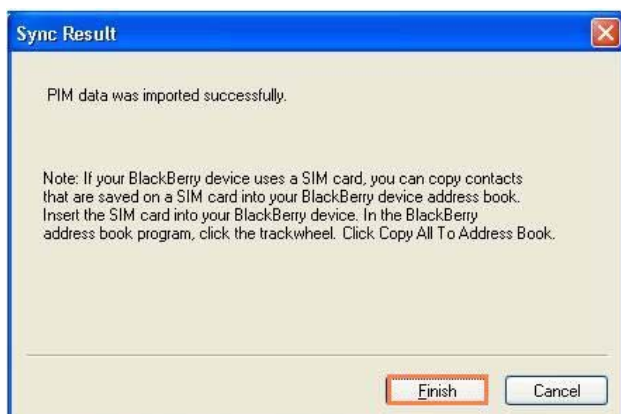 Sync Result
PIM data was imported successfully.
Note: If your BlackBerry device uses a SIM card, you can copy contacts
that are saved on a SIM card into your BlackBerry device address book.
Insert the SIM card into your BlackBerry device. In the BlackBerry
address book program, click the trackwheel. Click Copy All To Address Book.
Finish
Cancel